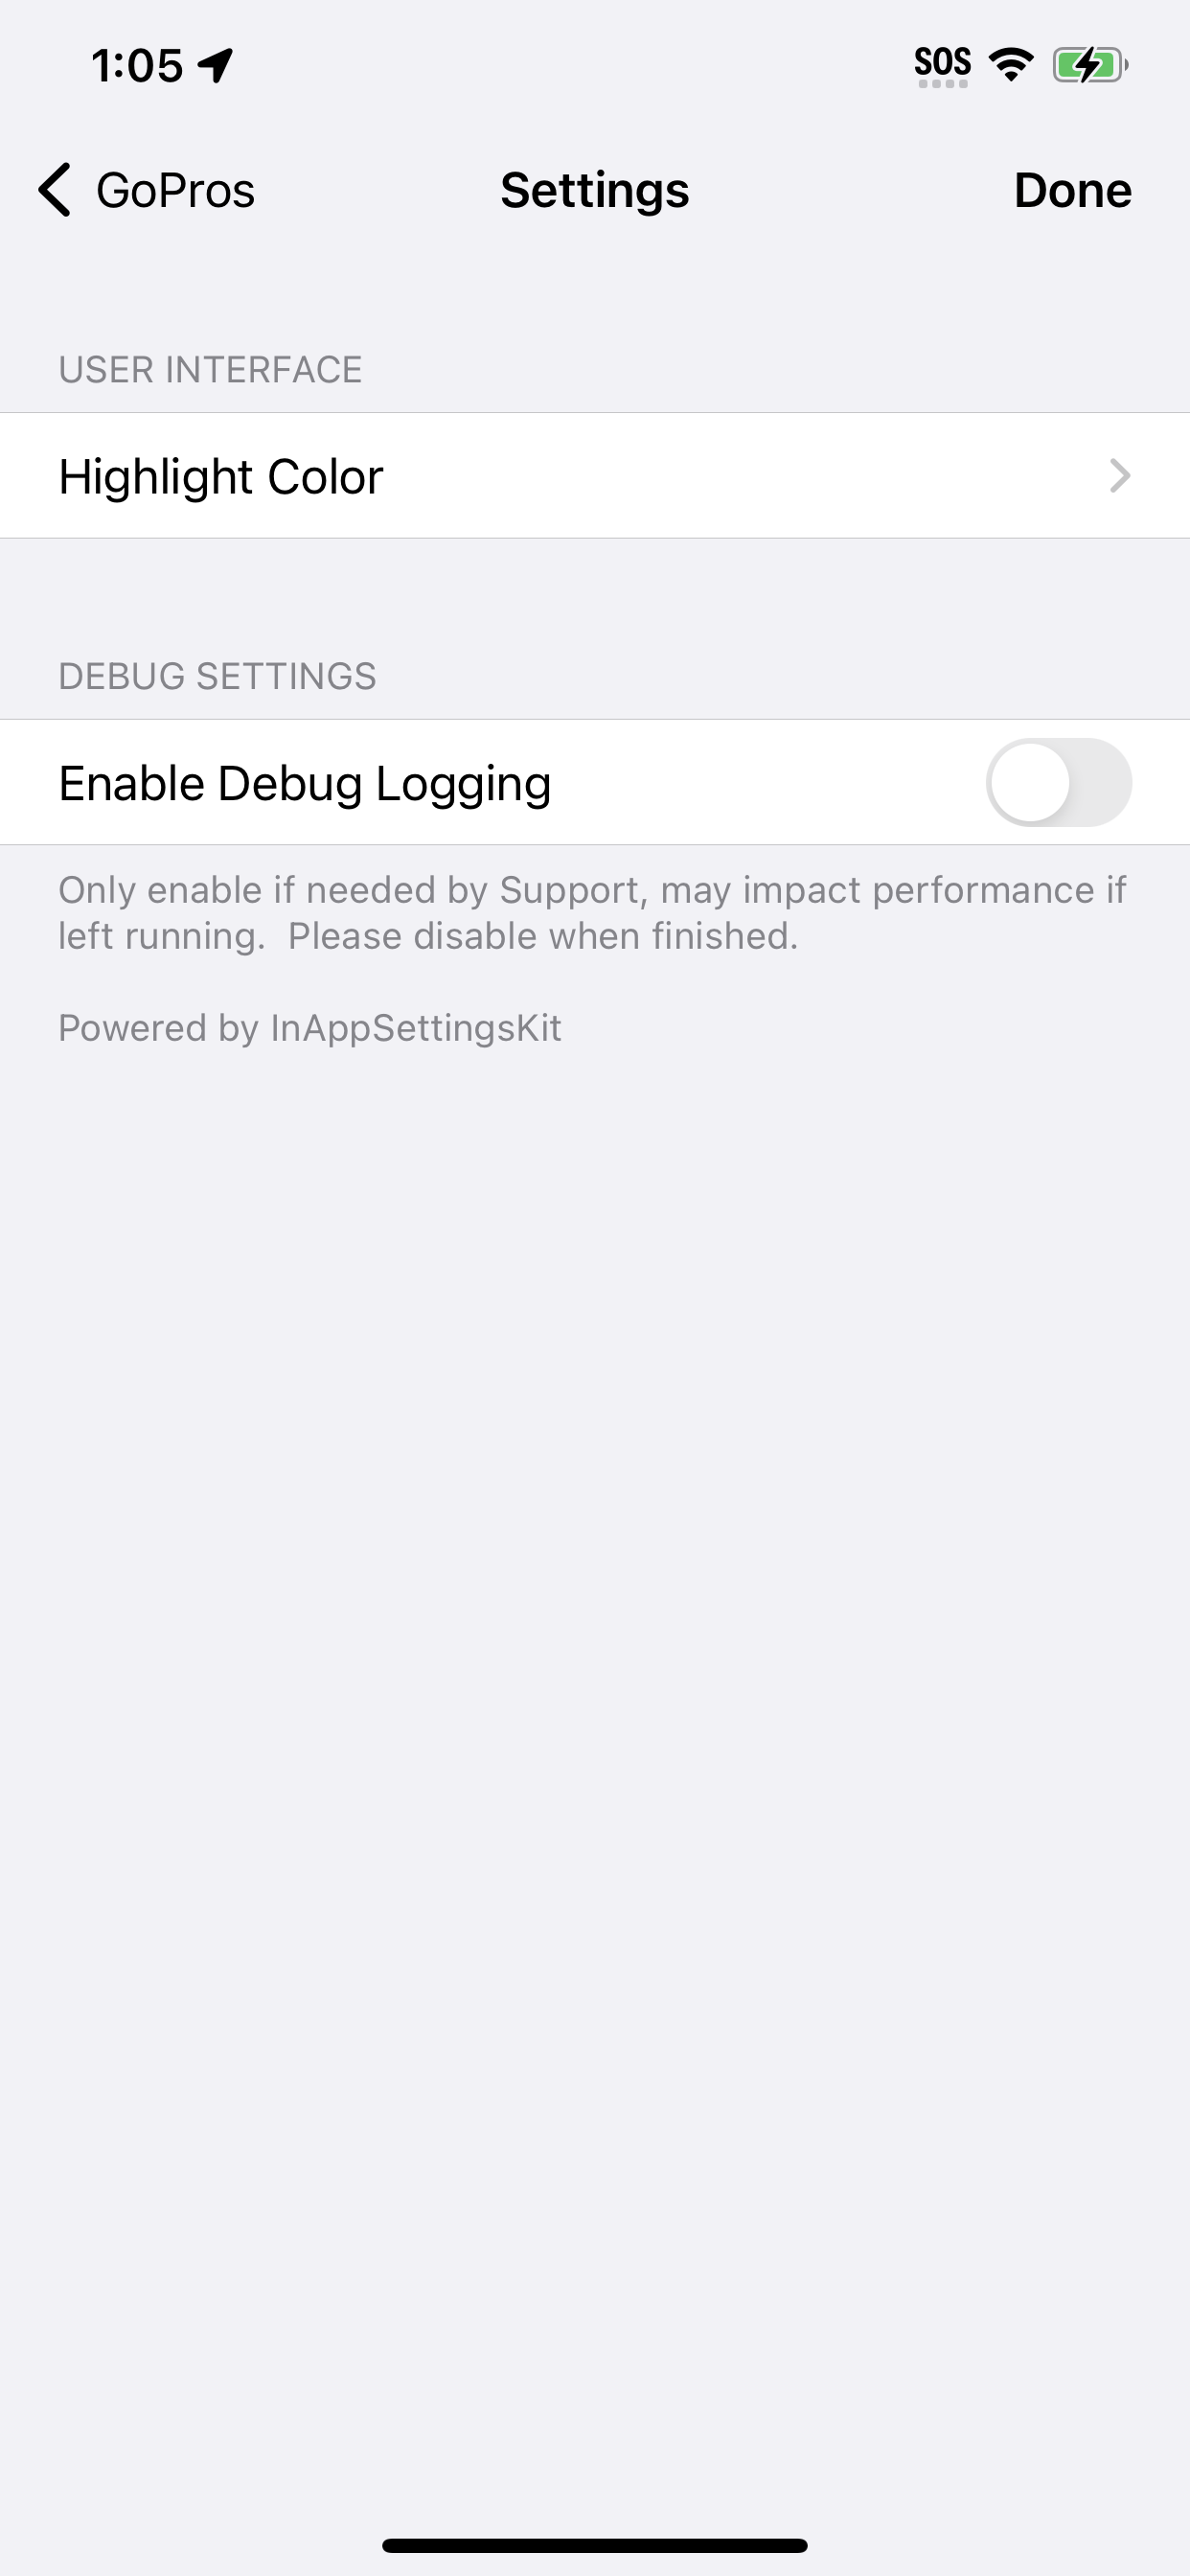 1:05 SOS
GoPros Settings Done
USER INTERFACE
Highlight Color
DEBUG SETTINGS
Enable Debug Logging
Only enable if needed by Support, may impact performance if
left running.  Please disable when finished.
Powered by InAppSettingsKit